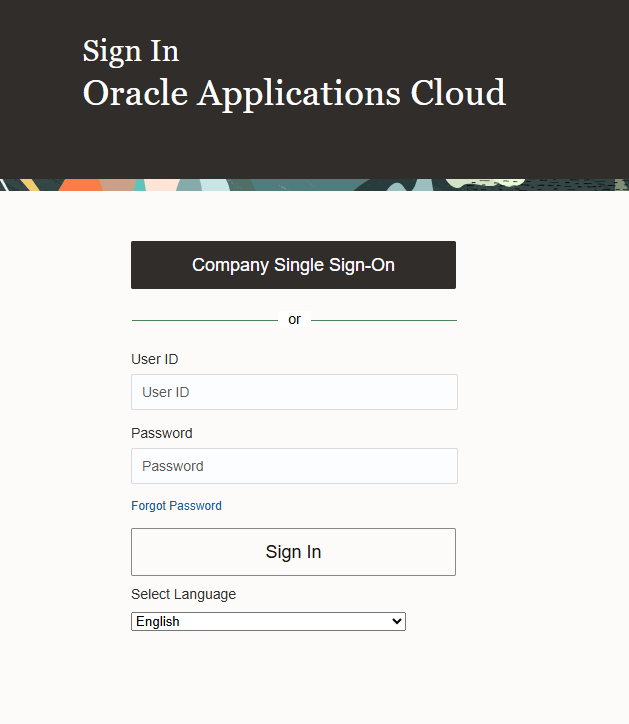 Sign In
Oracle Applications Cloud
Company Single Sign-On
or
User ID
User ID
Password
Password
Forgot Password
Sign In
Select Language
English